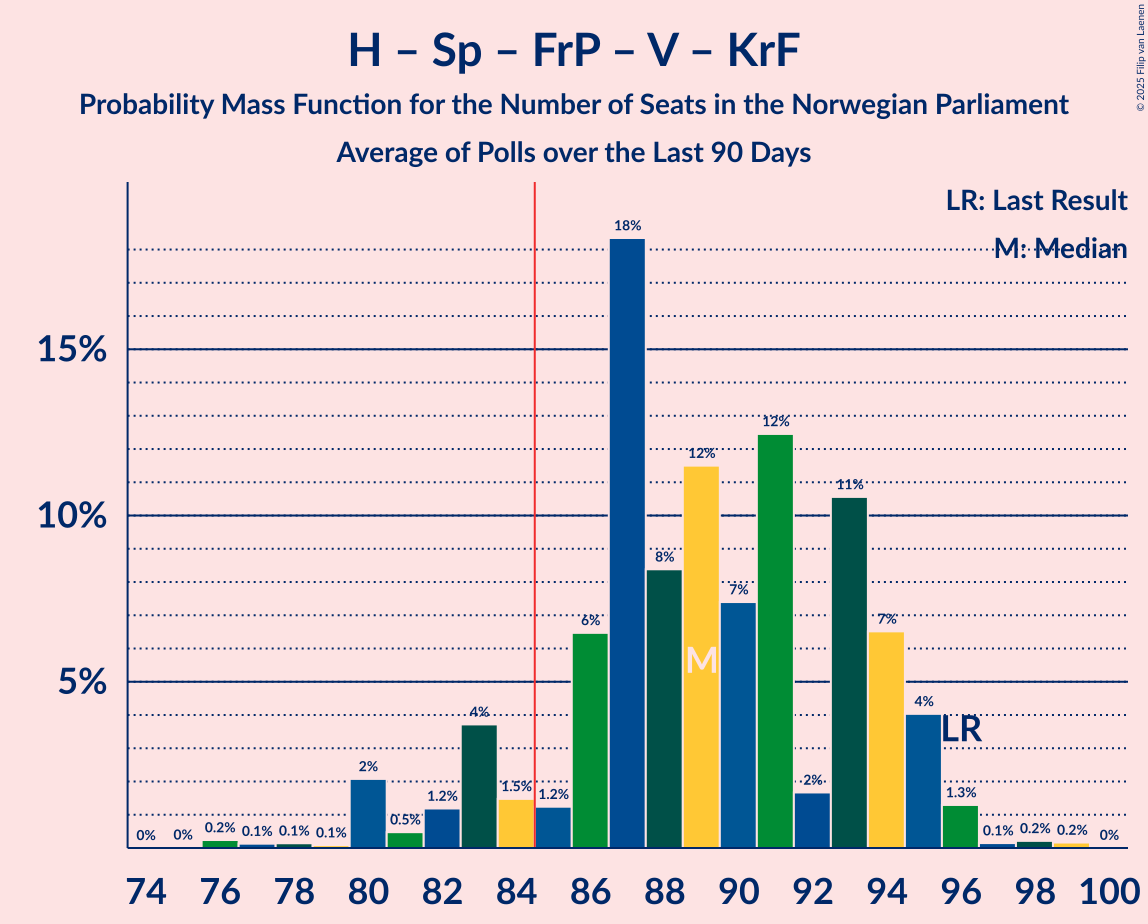 © 2025 Filip van Laenen
H – Sp – FrP – V – KrF
Probability Mass Function for the Number of Seats in the Norwegian Parliament
Average of Polls over the Last 90 Days
LR: Last Result
M: Median
15%
10%
5%
0% 0% 0.2% 0.1% 0.1% 0.1% 2% 0.5% 1.2% 4% 1.5% 1.2% 6% 18% 8% 12% 7% 12% 2% 11% 7% 4% 1.3% 0.1% 0.2% 0.2% 0%
M
LR
74 76 78 80 82 84 86 88 90 92 94 96 98 100